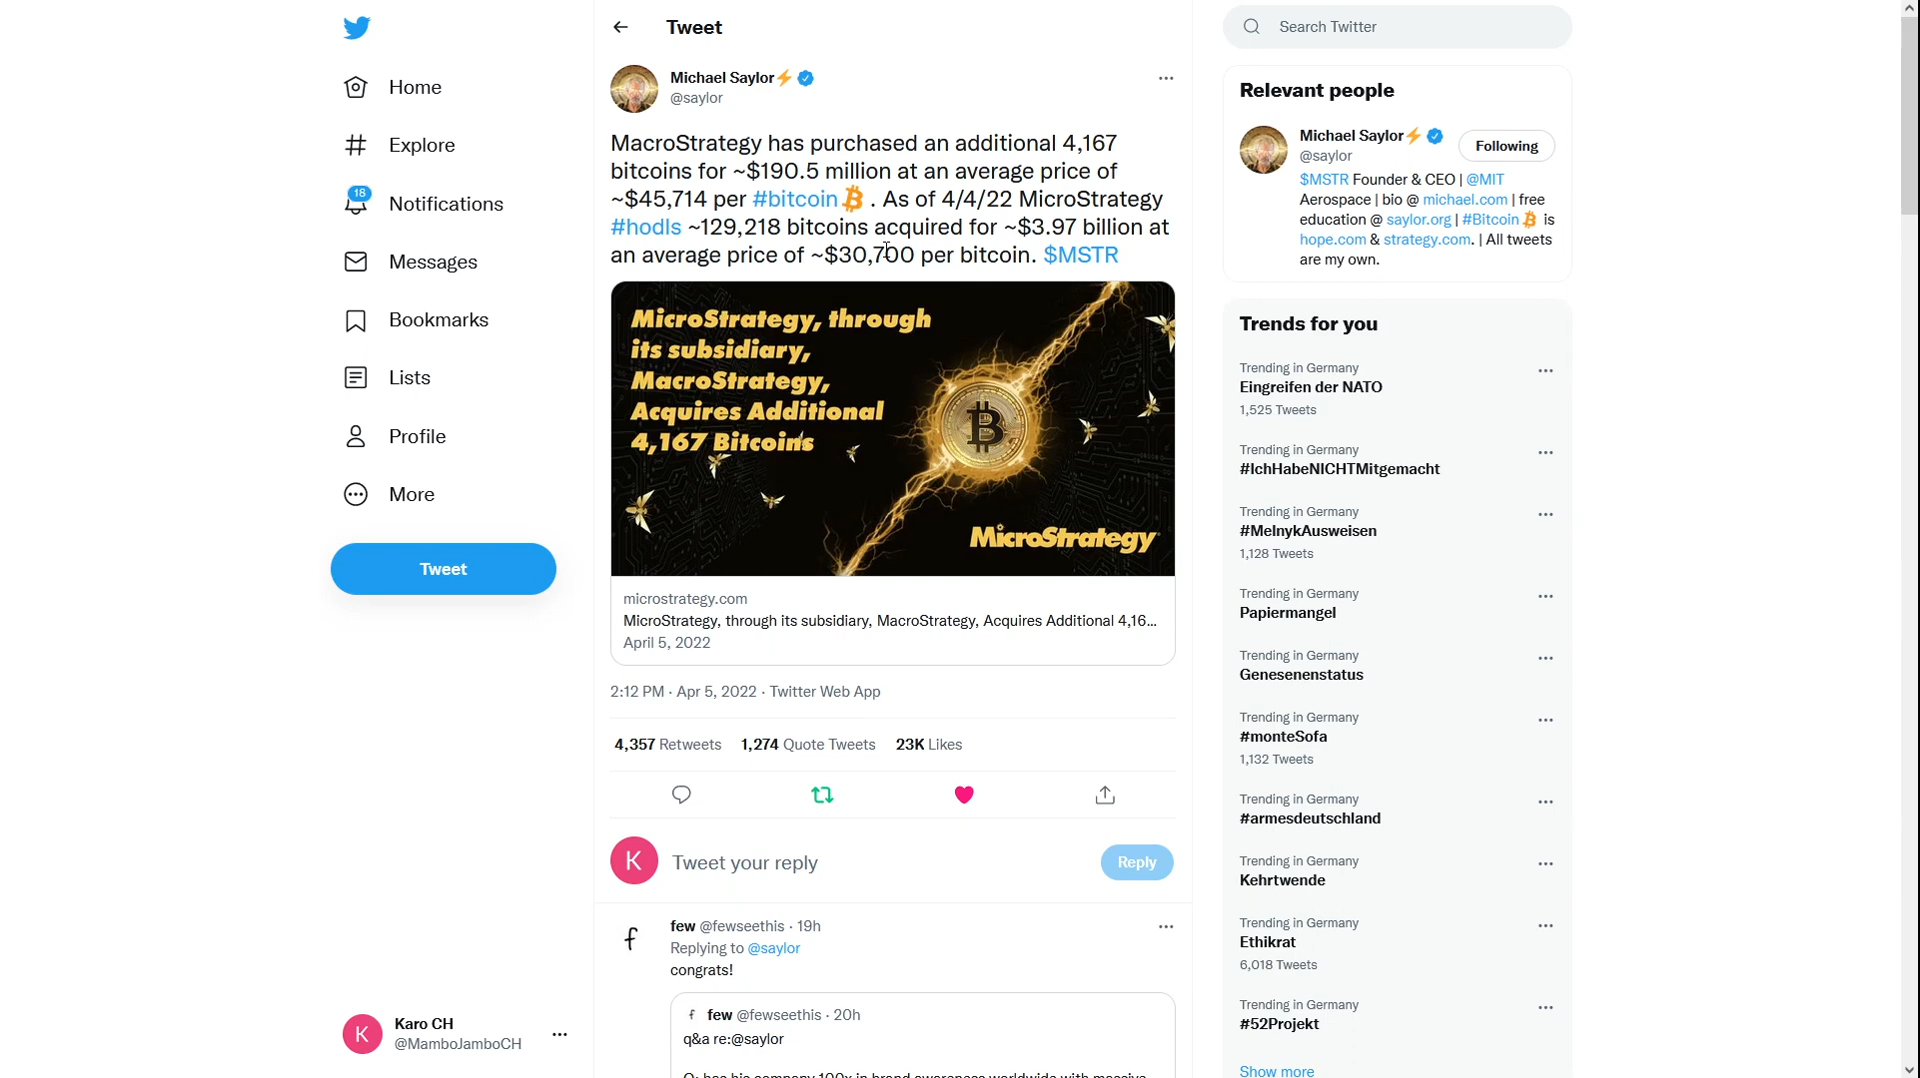 Home
Explore
18
Notifications
Messages
Bookmarks
Lists
Profile
More
Tweet
K
Karo CH
@MamboJamboCH
Tweet
Michael Saylor⚡
@saylor
MacroStrategy has purchased an additional 4,167
bitcoins for ~$190.5 million at an average price of
~$45,714 per #bitcoin . As of 4/4/22 MicroStrategy
#hodls ~129,218 bitcoins acquired for ~$3.97 billion at
an average price of ~$30,700 per bitcoin. $MSTR
MicroStrategy, through
its subsidiary,
MacroStrategy,
Acquires Additional
4,167 Bitcoins
MicroStrategy
microstrategy.com
MicroStrategy, through its subsidiary, MacroStrategy, Acquires Additional 4,16...
April 5, 2022
2:12 PM · Apr 5, 2022 · Twitter Web App
4,357 Retweets 1,274 Quote Tweets 23K Likes
K
Tweet your reply
Reply
few @fewseethis · 19h
Replying to @saylor
congrats!
few @fewseethis · 20h
q&a re:@saylor
Q: has his company 100x in brand awareness worldwide with massive
Search Twitter
Relevant people
Michael Saylor⚡
@saylor
Following
$MSTR Founder & CEO | @MIT
Aerospace | bio @ michael.com | free
education @ saylor.org | #Bitcoin is
hope.com & strategy.com. | All tweets
are my own.
Trends for you
Trending in Germany
Eingreifen der NATO
1,525 Tweets
Trending in Germany
#IchHabeNICHTMitgemacht
Trending in Germany
#MelnykAusweisen
1,128 Tweets
Trending in Germany
Papiermangel
Trending in Germany
Genesenenstatus
Trending in Germany
#monteSofa
1,132 Tweets
Trending in Germany
#armesdeutschland
Trending in Germany
Kehrtwende
Trending in Germany
Ethikrat
6,018 Tweets
Trending in Germany
#52Projekt
Show more